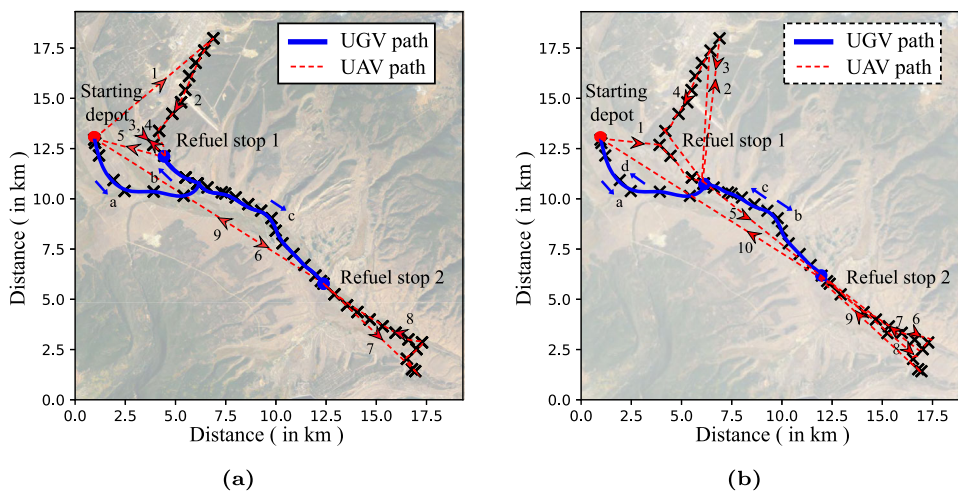 17.5
15.0
12.5
10.0
7.5
5.0
2.5
0.0
0.0 2.5 5.0 7.5 10.0 12.5 15.0 17.5
Distance ( in km )
Distance ( in km )
UGV path
UAV path
Starting
depot
Refuel stop 1
Refuel stop 2
1
2
3, 4
5
b
a
c
9
6
8
7
(a)
17.5
15.0
12.5
10.0
7.5
5.0
2.5
0.0
0.0 2.5 5.0 7.5 10.0 12.5 15.0 17.5
Distance ( in km )
Distance ( in km )
UGV path
UAV path
Starting
depot
Refuel stop 1
Refuel stop 2
3
4
2
1
d
a
c
b
5
10
9
7
6
8
(b)